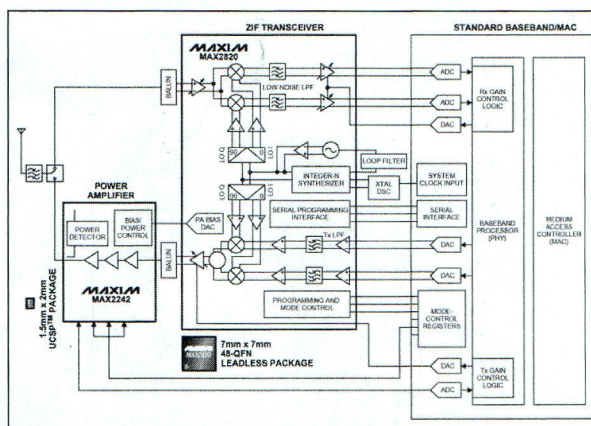 ZIF TRANSCEIVER
STANDARD BASEBAND/MAC
MAXIM
MAX2820
BALUN
LOW-NOISE LPF
ADC
ADC
DAC
Rx GAIN
CONTROL
LOGIC
LO Q
90
0
LO I
LOOP FILTER
INTEGER-N
SYNTHESIZER
XTAL
OSC
SYSTEM
CLOCK INPUT
LO Q
90
0
LO I
POWER
AMPLIFIER
POWER
DETECTOR
BIAS/
POWER
CONTROL
PA BIAS
DAC
SERIAL PROGRAMMING
INTERFACE
SERIAL
INTERFACE
BASEBAND
PROCESSOR
(PHY)
MEDIUM
ACCESS
CONTROLLER
(MAC)
Tx LPF
DAC
DAC
BALUN
MAXIM
MAX2242
1.5mm x 2mm
UCSP™ PACKAGE
PROGRAMMING AND
MODE CONTROL
MODE-
CONTROL
REGISTERS
7mm x 7mm
48-QFN
LEADLESS PACKAGE
DAC
ADC
Tx GAIN
CONTROL
LOGIC